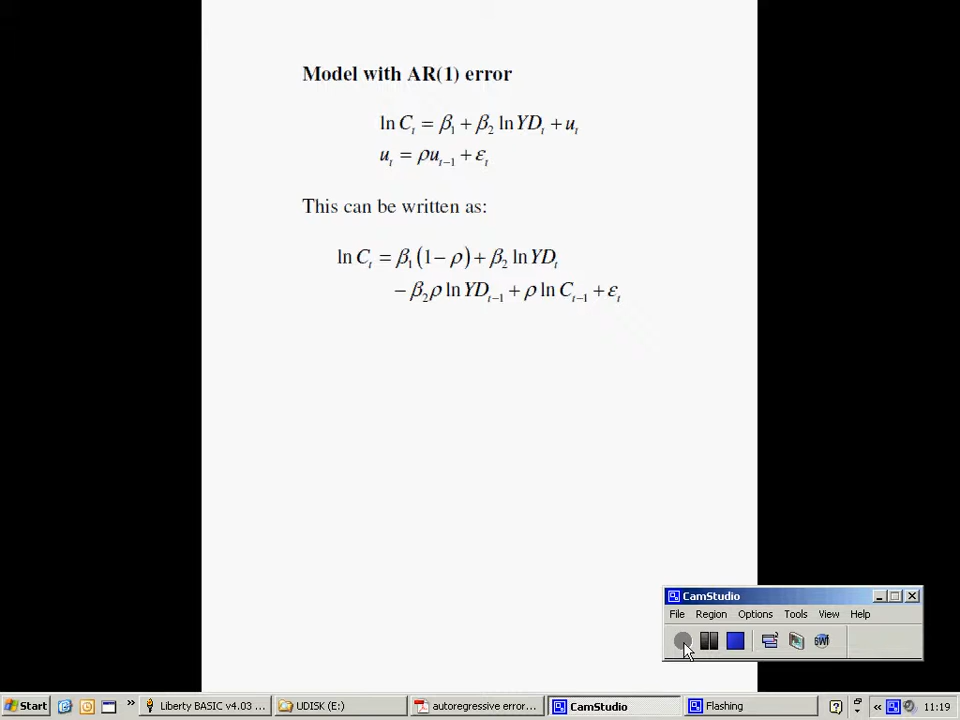 Model with AR(1) error
ln C_t = β_1 + β_2 ln YD_t + u_t
u_t = ρu_{t−1} + ε_t
This can be written as:
ln C_t = β_1(1−ρ) + β_2 ln YD_t
− β_2ρ ln YD_{t−1} + ρ ln C_{t−1} + ε_t
CamStudio
File Region Options Tools View Help
Start » Liberty BASIC v4.03 ... UDISK (E:) autoregressive error... CamStudio Flashing « 11:19